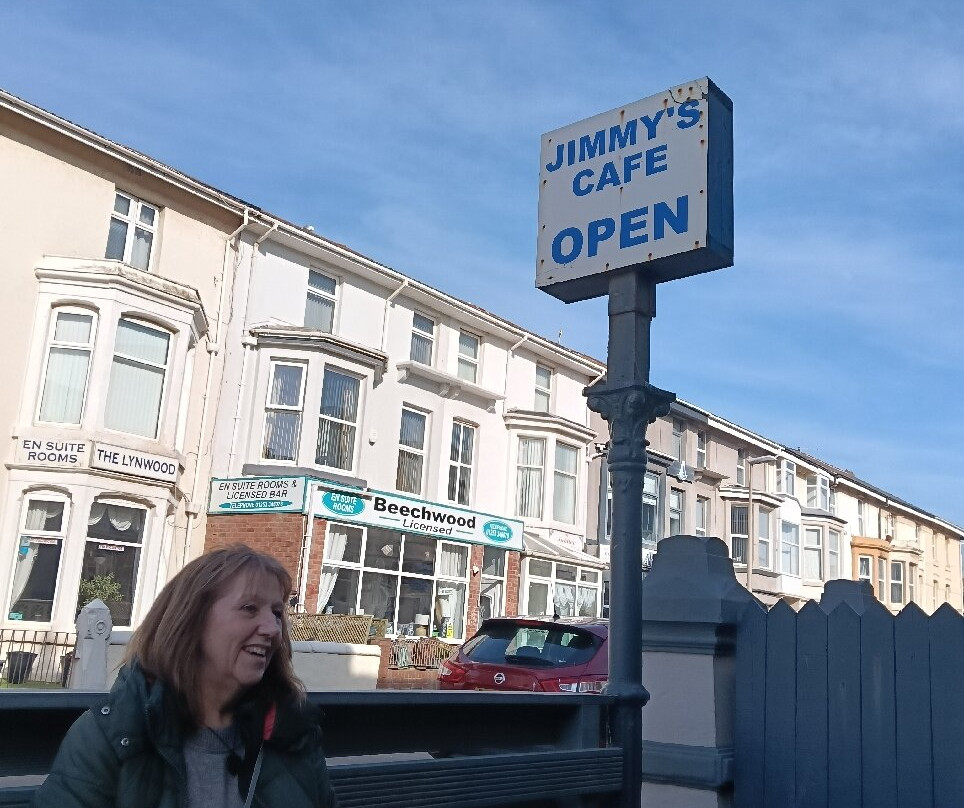 JIMMY'S
CAFE
OPEN
EN SUITE
ROOMS
THE LYNWOOD
EN SUITE ROOMS &
LICENSED BAR
EN SUITE
ROOMS
Beechwood
Licensed